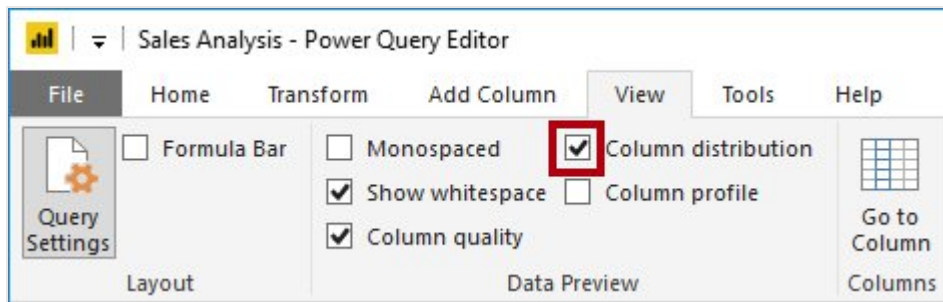 Sales Analysis - Power Query Editor
File Home Transform Add Column View Tools Help
Formula Bar Monospaced Column distribution
Show whitespace Column profile
Query Settings Column quality Go to Column
Layout Data Preview Columns